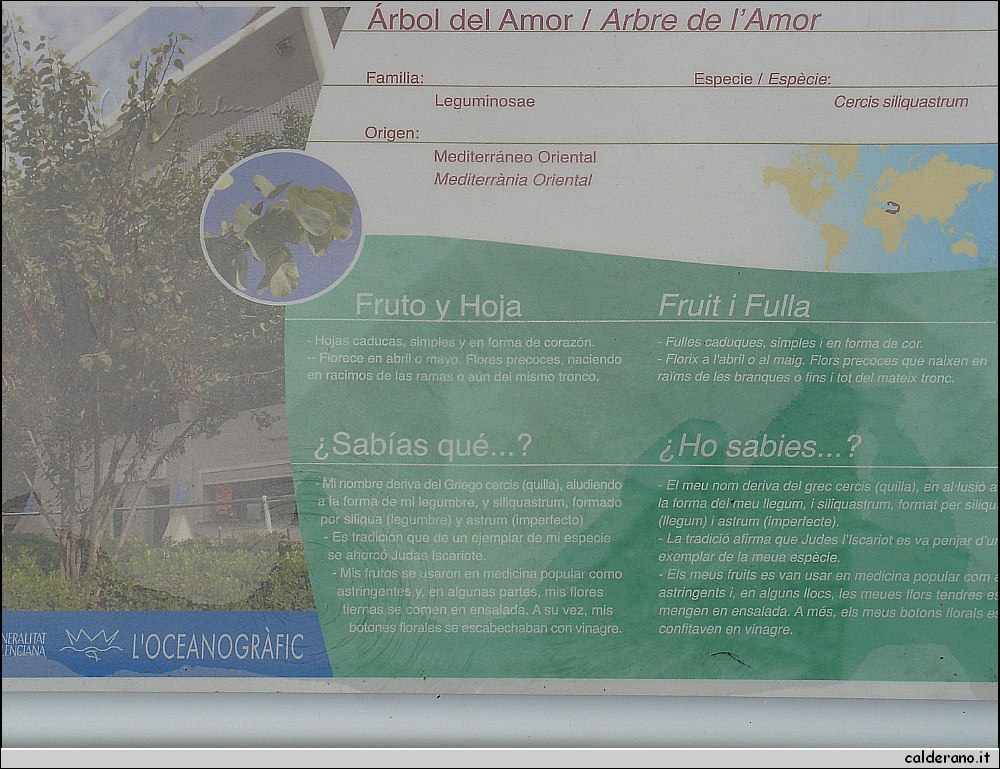 Árbol del Amor / Arbre de l'Amor
Familia:
Especie / Espècie:
Leguminosae
Cercis siliquastrum
Origen:
Mediterráneo Oriental
Mediterrània Oriental
Fruto y Hoja
- Hojas caducas, simples y en forma de corazón.
- Florece en abril o mayo. Flores precoces, naciendo
en racimos de las ramas o aún del mismo tronco.
Fruit i Fulla
- Fulles caduques, simples i en forma de cor.
- Florix a l'abril o al maig. Flors precoces que naixen en
raïms de les branques o fins i tot del mateix tronc.
¿Sabías qué...?
- Mi nombre deriva del Griego cercis (quilla), aludiendo
a la forma de mi legumbre, y siliquastrum, formado
por siliqua (legumbre) y astrum (imperfecto)
- Es tradición que de un ejemplar de mi especie
se ahorcó Judas Iscariote.
- Mis frutos se usaron en medicina popular como
astringentes y, en algunas partes, mis flores
tiernas se comen en ensalada. A su vez, mis
botones florales se escabechaban con vinagre.
¿Ho sabies...?
- El meu nom deriva del grec cercis (quilla), en al·lusió a
la forma del meu llegum, i siliquastrum, format per siliqu
(llegum) i astrum (imperfecte).
- La tradició afirma que Judes l'Iscariot es va penjar d'u
exemplar de la meua espècie.
- Els meus fruits es van usar en medicina popular com a
astringents i, en alguns llocs, les meues flors tendres es
mengen en ensalada. A més, els meus botons florals es
confitaven en vinagre.
NERALITAT
ENCIANA
L'OCEANOGRÀFIC
calderano.it